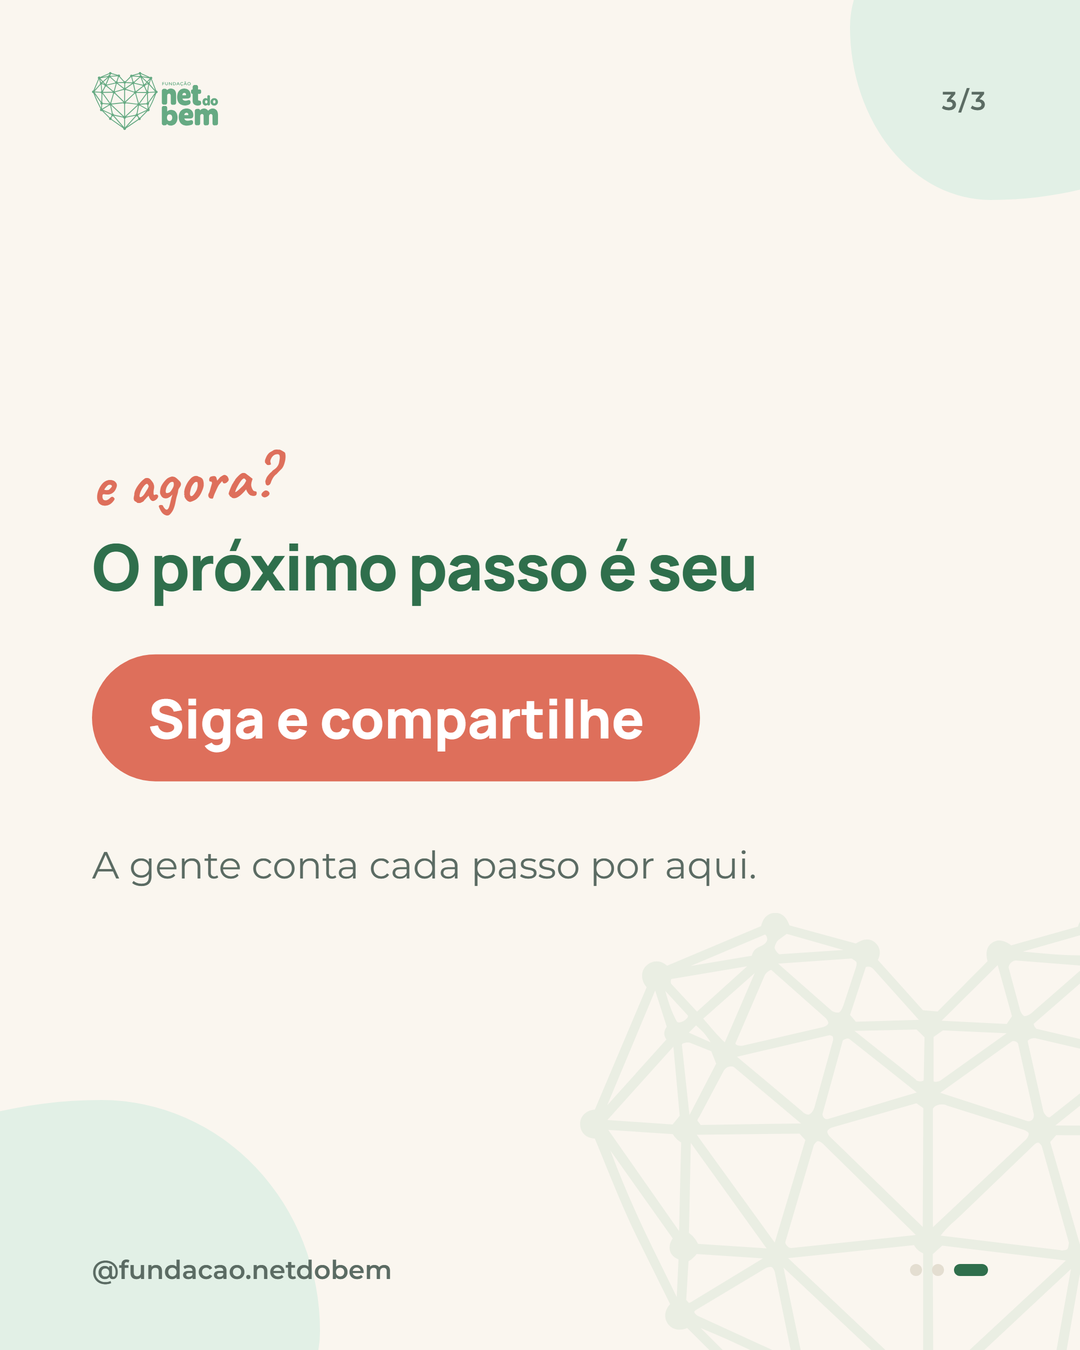 FUNDAÇÃO
net do
bem
3/3
e agora?
O próximo passo é seu
Siga e compartilhe
A gente conta cada passo por aqui.
@fundacao.netdobem